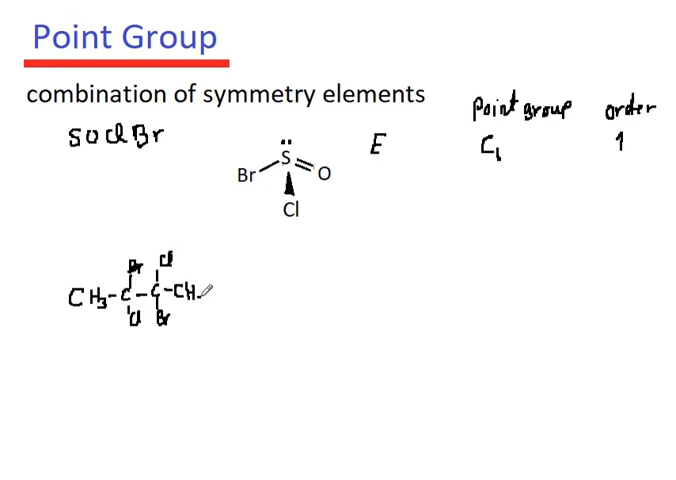 Point Group
combination of symmetry elements
Point group order
SOClBr
E C₁ 1
Br S O
Cl
Br Cl
CH₃-C-C-CH
Cl Br